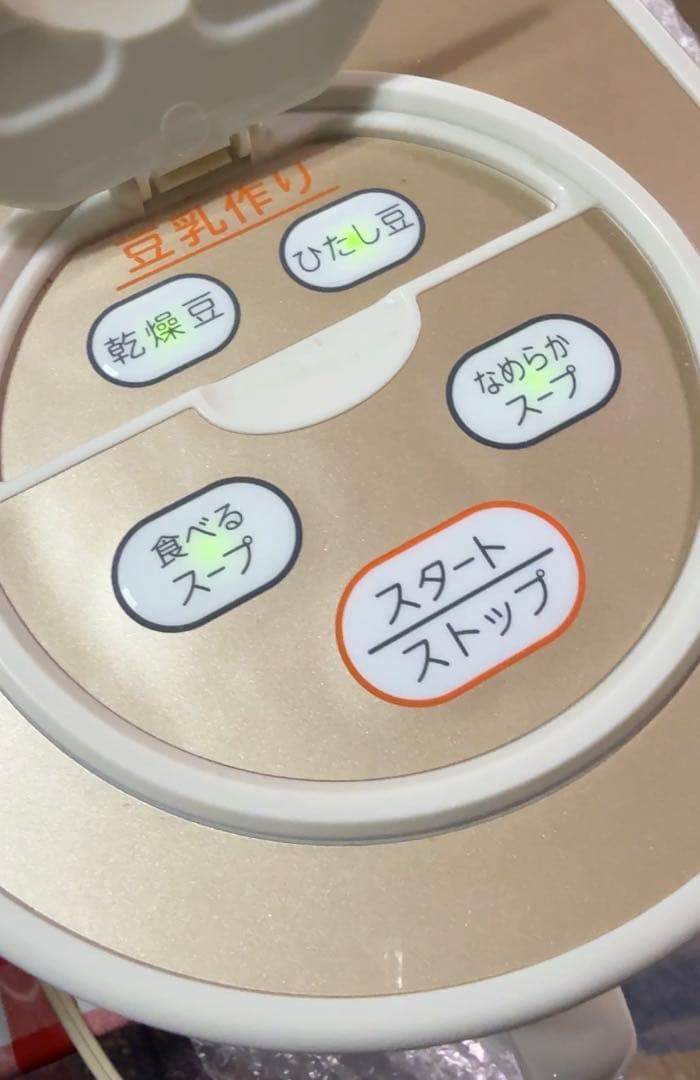 豆乳作り
ひたし豆
乾燥豆
なめらか
スープ
食べる
スープ
スタート
ストップ